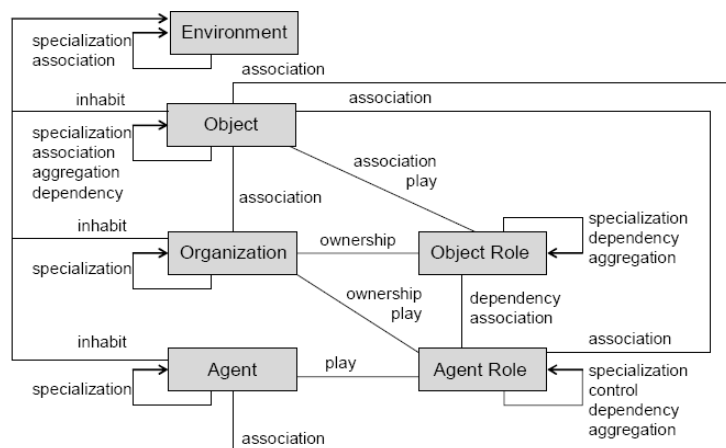 Environment
specialization
association
association
inhabit
association
Object
specialization
association
aggregation
dependency
association
play
association
inhabit
Organization
ownership
Object Role
specialization
dependency
aggregation
specialization
ownership
play
dependency
association
inhabit
association
Agent
play
Agent Role
specialization
specialization
control
dependency
aggregation
association